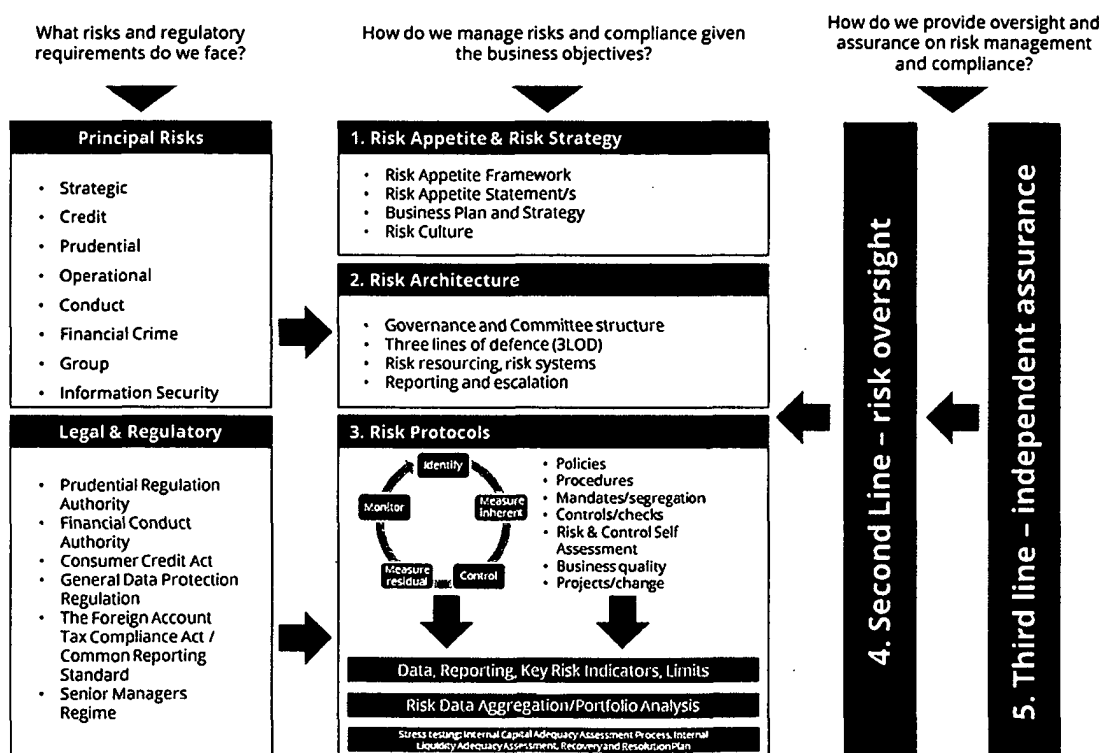 What risks and regulatory
requirements do we face?
How do we manage risks and compliance given
the business objectives?
How do we provide oversight and
assurance on risk management
and compliance?
Principal Risks
• Strategic
• Credit
• Prudential
• Operational
• Conduct
• Financial Crime
• Group
• Information Security
Legal & Regulatory
• Prudential Regulation
Authority
• Financial Conduct
Authority
• Consumer Credit Act
• General Data Protection
Regulation
• The Foreign Account
Tax Compliance Act /
Common Reporting
Standard
• Senior Managers
Regime
1. Risk Appetite & Risk Strategy
• Risk Appetite Framework
• Risk Appetite Statement/s
• Business Plan and Strategy
• Risk Culture
2. Risk Architecture
• Governance and Committee structure
• Three lines of defence (3LOD)
• Risk resourcing, risk systems
• Reporting and escalation
3. Risk Protocols
Identify
Measure
inherent
Control
Measure
residual
Monitor
• Policies
• Procedures
• Mandates/segregation
• Controls/checks
• Risk & Control Self
Assessment
• Business quality
• Projects/change
Data, Reporting, Key Risk Indicators, Limits
Risk Data Aggregation/Portfolio Analysis
Stress testing: Internal Capital Adequacy Assessment Process, Internal
Liquidity Adequacy Assessment, Recovery and Resolution Plan
4. Second Line – risk oversight
5. Third line – independent assurance